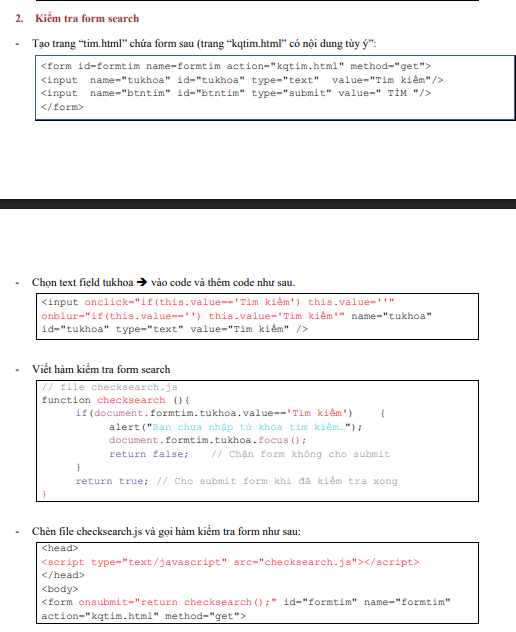 2. Kiểm tra form search
- Tạo trang “tim.html” chứa form sau (trang “kqtim.html” có nội dung tùy ý”:
<form id=formtim name=formtim action="kqtim.html" method="get">
<input name="tukhoa" id="tukhoa" type="text" value="Tìm kiếm"/>
<input name="btntim" id="btntim" type="submit" value=" TÌM "/>
</form>
- Chọn text field tukhoa ➔ vào code và thêm code như sau.
<input onclick="if(this.value=='Tìm kiếm') this.value=''"
onblur="if(this.value=='') this.value='Tìm kiếm'" name="tukhoa"
id="tukhoa" type="text" value="Tìm kiếm" />
- Viết hàm kiểm tra form search
// file checksearch.js
function checksearch (){
if(document.formtim.tukhoa.value=='Tìm kiếm') {
alert("Bạn chưa nhập từ khóa tìm kiếm…");
document.formtim.tukhoa.focus();
return false; // Chặn form không cho submit
}
return true; // Cho submit form khi đã kiểm tra xong
}
- Chèn file checksearch.js và gọi hàm kiểm tra form như sau:
<head>
<script type="text/javascript" src="checksearch.js"></script>
</head>
<body>
<form onsubmit="return checksearch();" id="formtim" name="formtim"
action="kqtim.html" method="get">